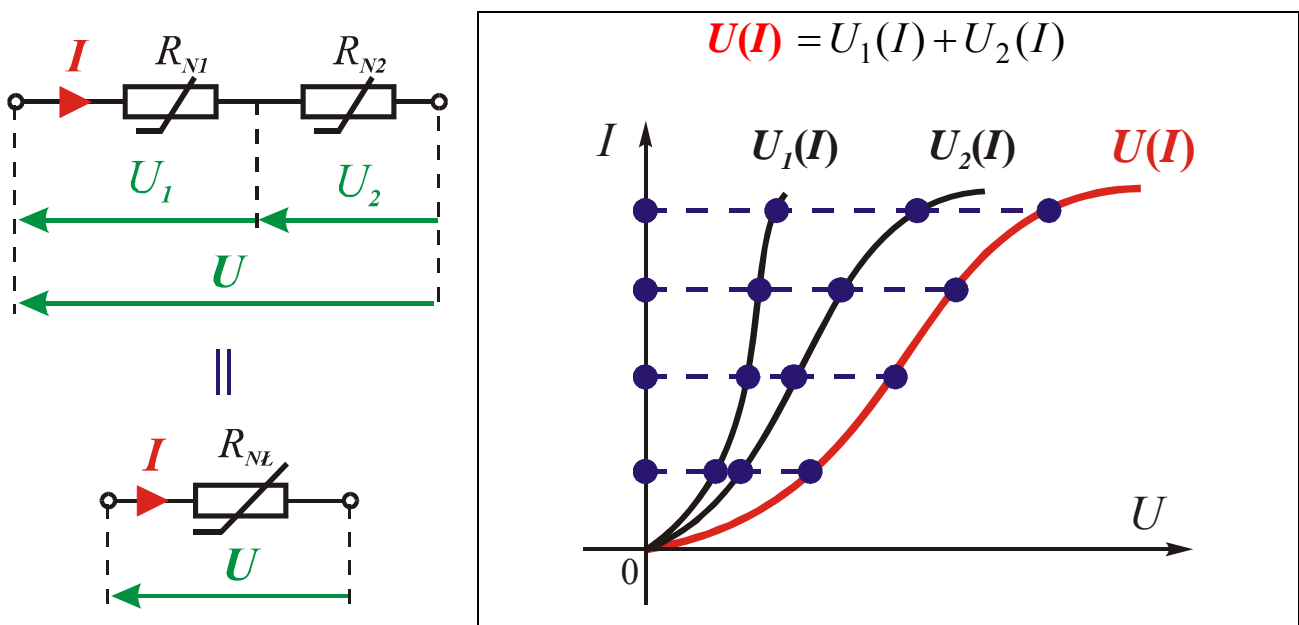 I R_N1 R_N2
U_1 U_2
U
I R_NŁ
U
U(I) = U_1(I) + U_2(I)
I U_1(I) U_2(I) U(I)
U
0